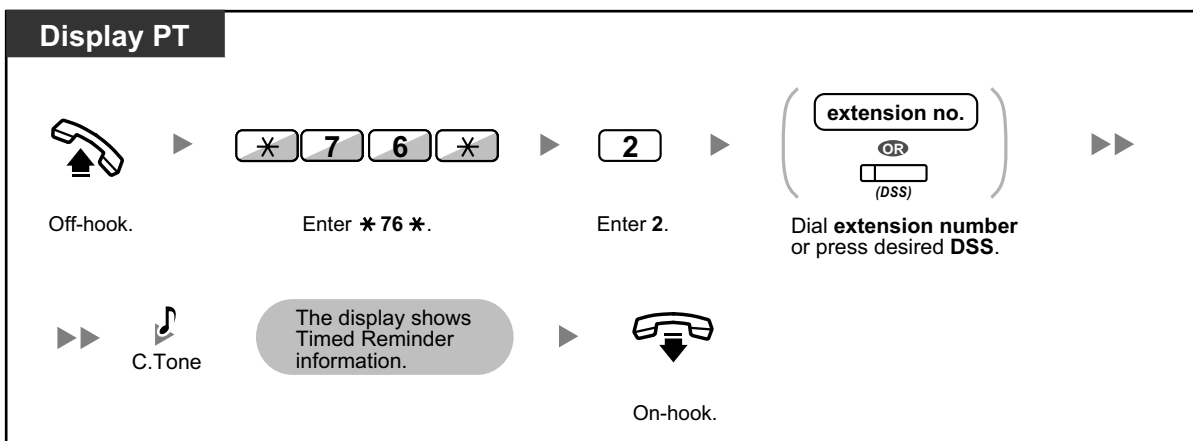 Display PT
extension no.
✳ 7 6 ✳
2
OR
(DSS)
Off-hook.
Enter ✳ 76 ✳.
Enter 2.
Dial extension number
or press desired DSS.
C.Tone
The display shows
Timed Reminder
information.
On-hook.